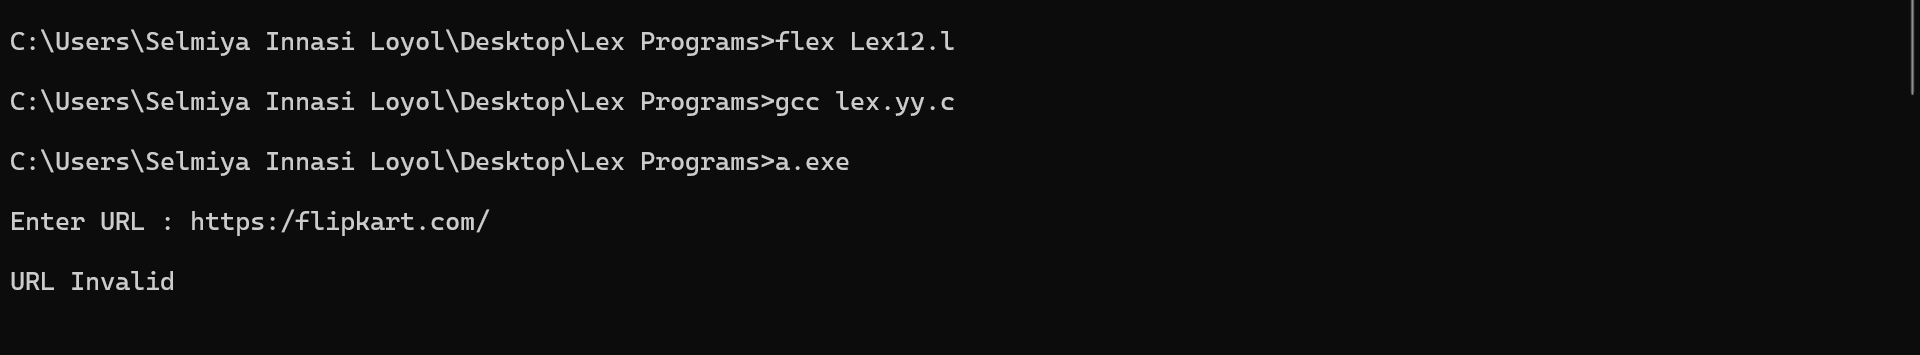 C:\Users\Selmiya Innasi Loyol\Desktop\Lex Programs>flex Lex12.l
C:\Users\Selmiya Innasi Loyol\Desktop\Lex Programs>gcc lex.yy.c
C:\Users\Selmiya Innasi Loyol\Desktop\Lex Programs>a.exe
Enter URL : https:/flipkart.com/
URL Invalid